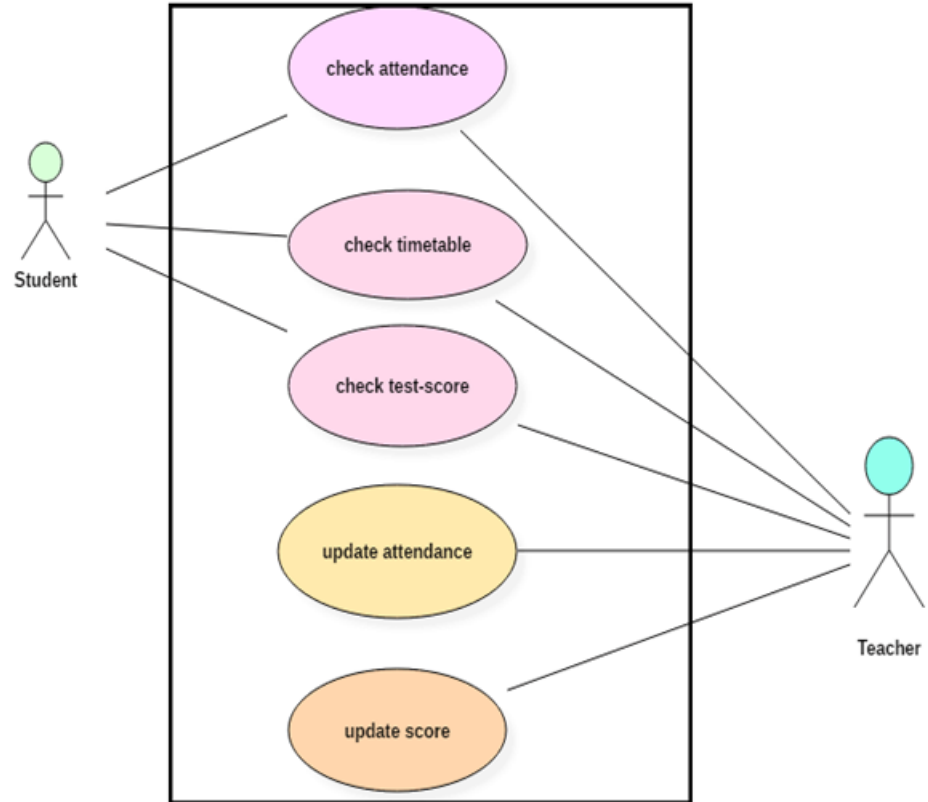 check attendance
check timetable
Student
check test-score
update attendance
Teacher
update score